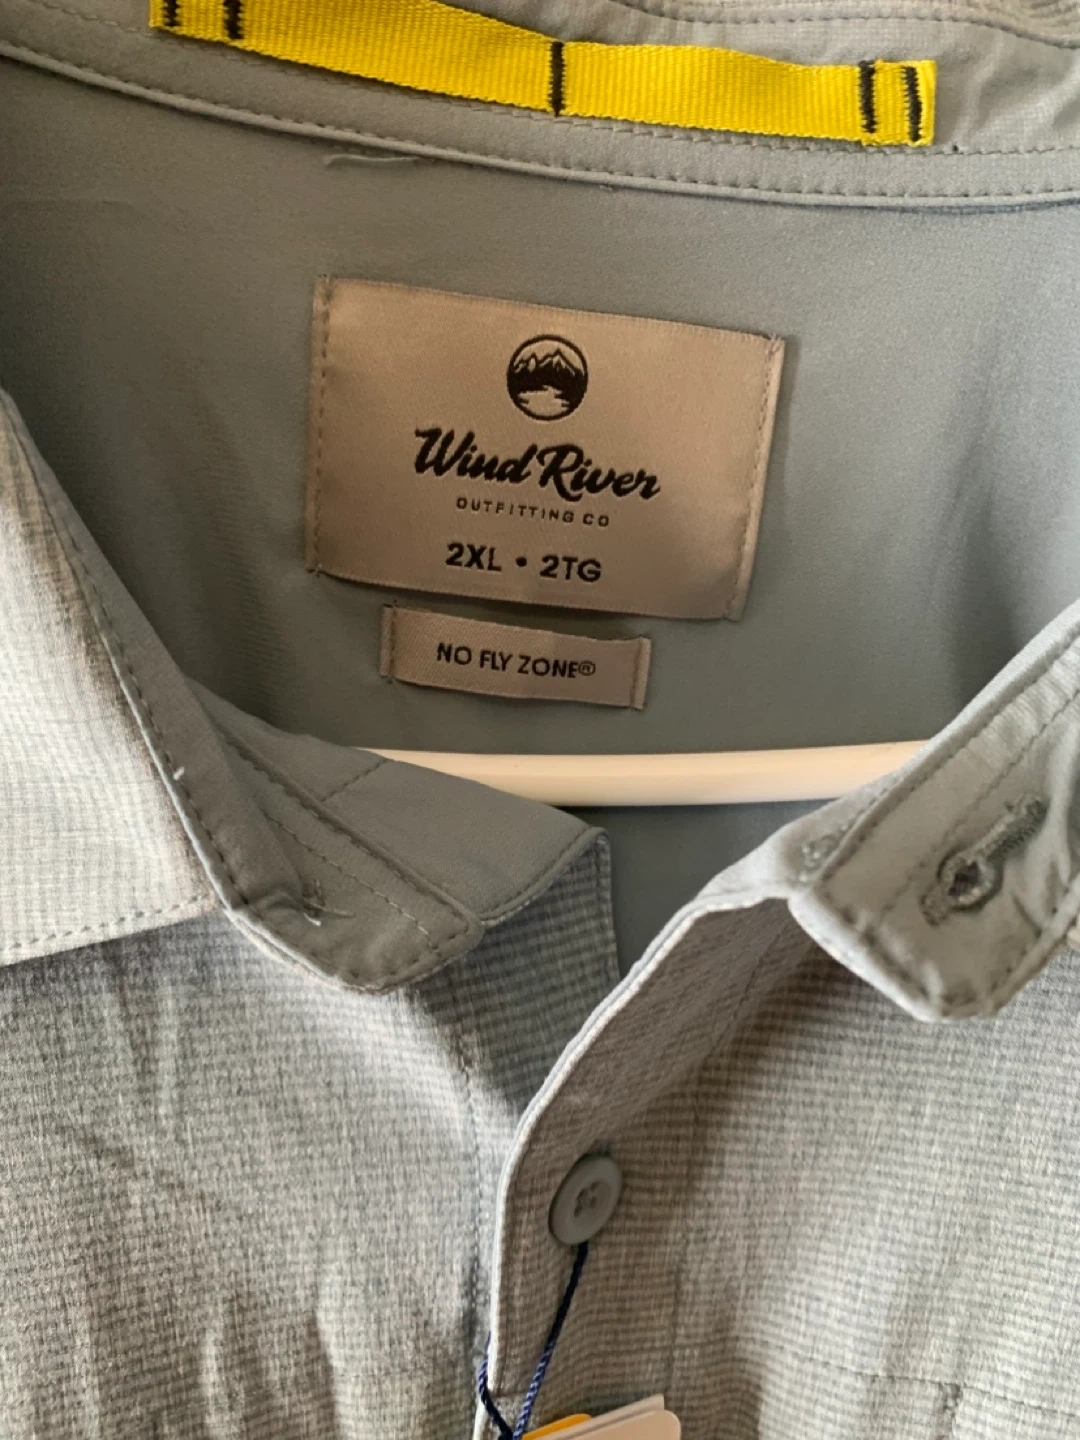 Wind River
OUTFITTING CO
2XL • 2TG
NO FLY ZONE®